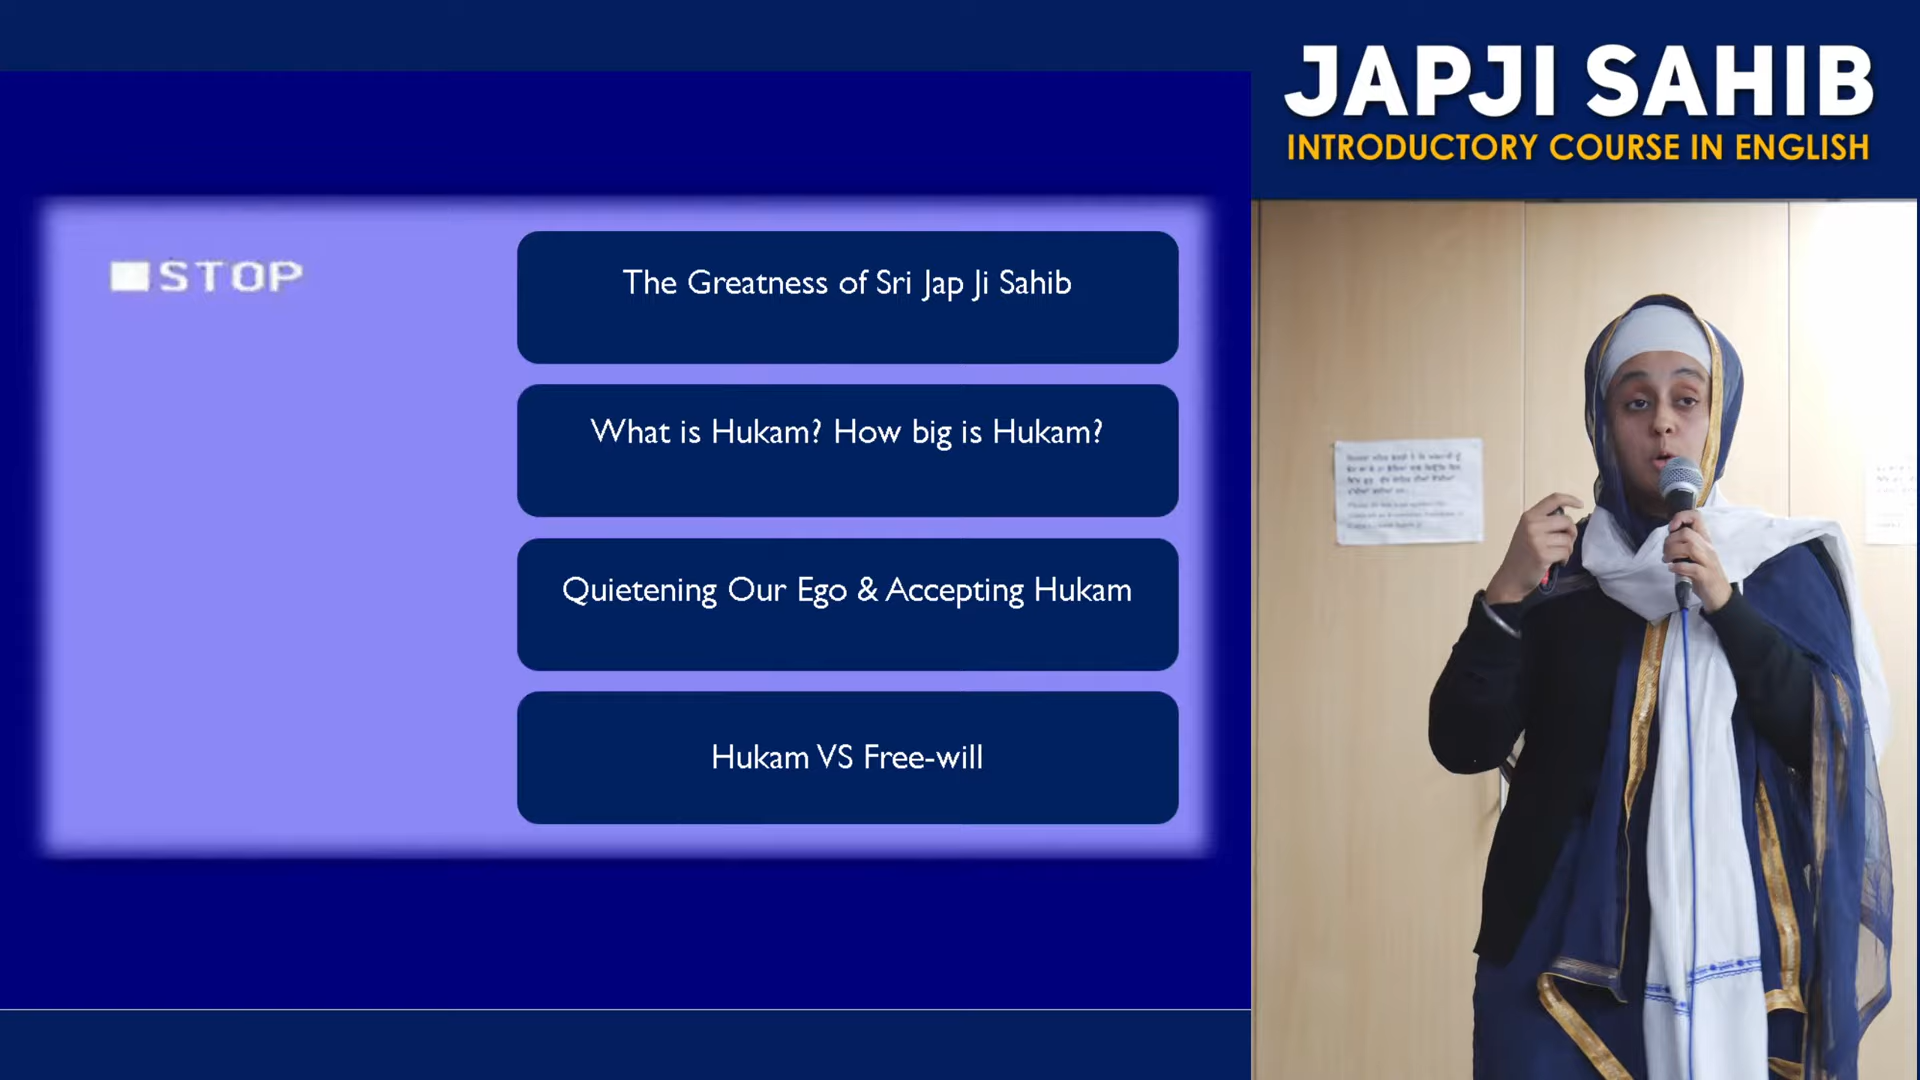 JAPJI SAHIB
INTRODUCTORY COURSE IN ENGLISH
STOP
The Greatness of Sri Jap Ji Sahib
What is Hukam? How big is Hukam?
Quietening Our Ego & Accepting Hukam
Hukam VS Free-will